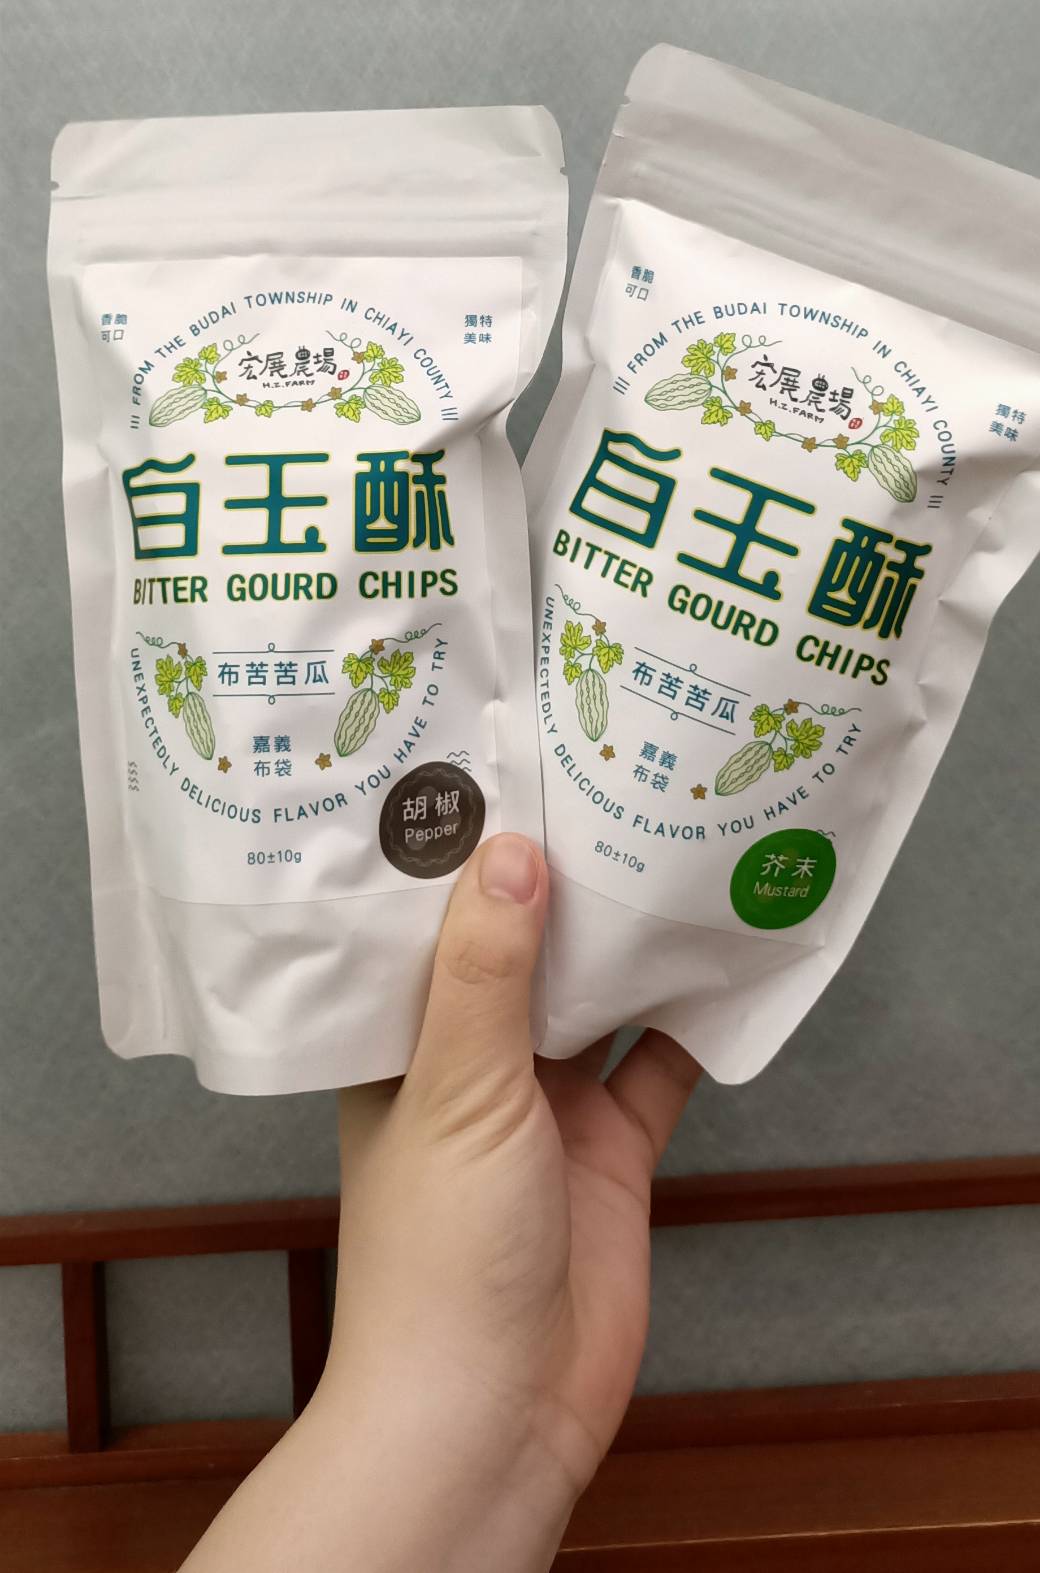 香脆
可口
FROM THE BUDAI TOWNSHIP IN CHIAYI COUNTY
獨特
美味
宏展農場
H.Z.FARM
白玉酥
BITTER GOURD CHIPS
布苦苦瓜
嘉義
布袋
UNEXPECTEDLY DELICIOUS FLAVOR YOU HAVE TO TRY
80±10g
胡椒
Pepper
香脆
可口
FROM THE BUDAI TOWNSHIP IN CHIAYI COUNTY
獨特
美味
宏展農場
H.Z.FARM
白玉酥
BITTER GOURD CHIPS
布苦苦瓜
嘉義
布袋
UNEXPECTEDLY DELICIOUS FLAVOR YOU HAVE TO TRY
80±10g
芥末
Mustard